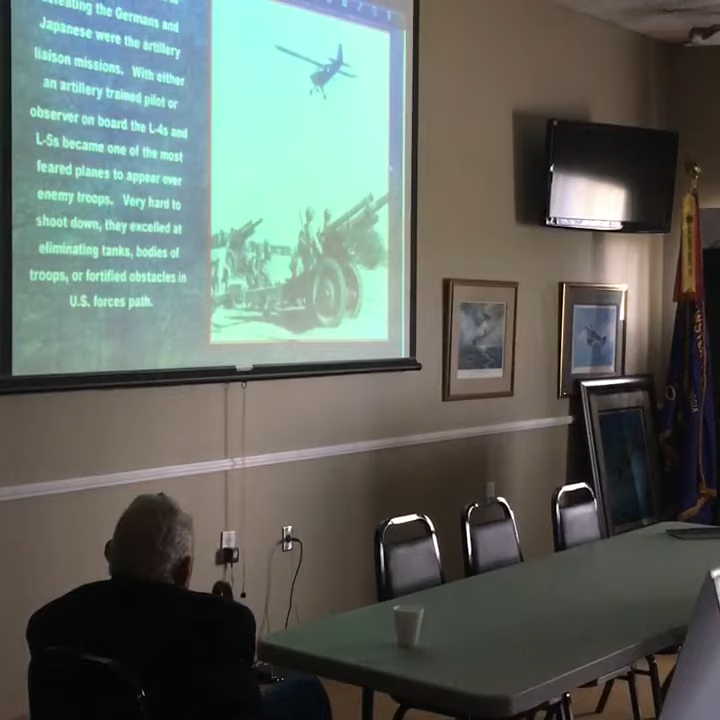 defeating the Germans and
Japanese were the artillery
liaison missions. With either
an artillery trained pilot or
observer on board the L-4s and
L-5s became one of the most
feared planes to appear over
enemy troops. Very hard to
shoot down, they excelled at
eliminating tanks, bodies of
troops, or fortified obstacles in
U.S. forces path.